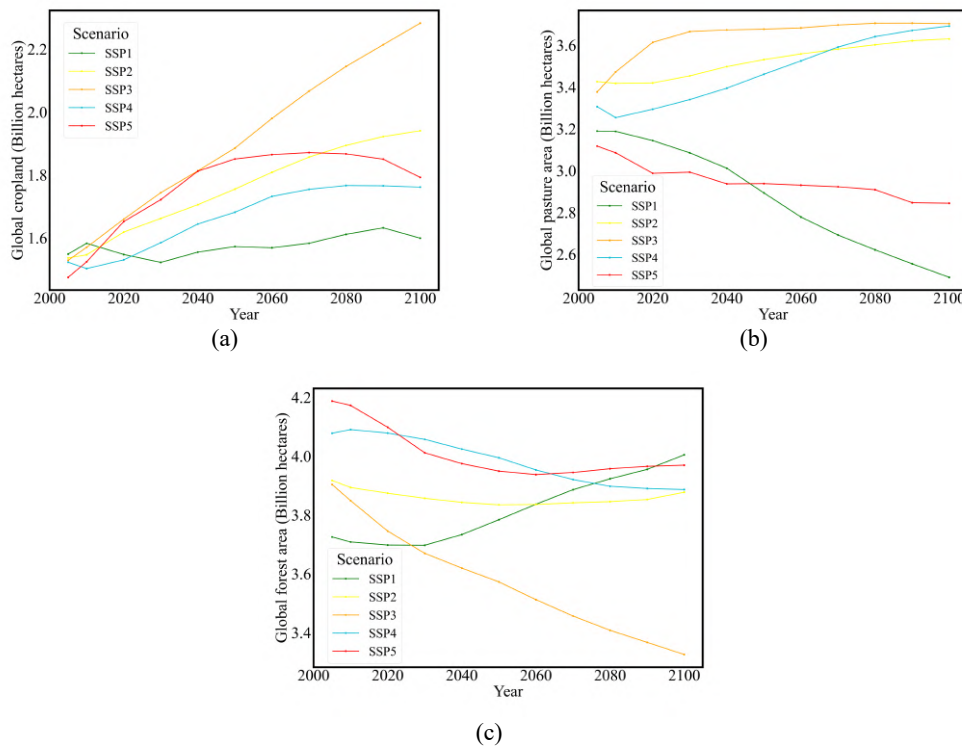 Global cropland (Billion hectares)
2.2
2.0
1.8
1.6
Scenario
SSP1
SSP2
SSP3
SSP4
SSP5
2000 2020 2040 2060 2080 2100
Year
(a)
Global pasture area (Billion hectares)
3.6
3.4
3.2
3.0
2.8
2.6
Scenario
SSP1
SSP2
SSP3
SSP4
SSP5
2000 2020 2040 2060 2080 2100
Year
(b)
Global forest area (Billion hectares)
4.2
4.0
3.8
3.6
3.4
Scenario
SSP1
SSP2
SSP3
SSP4
SSP5
2000 2020 2040 2060 2080 2100
Year
(c)